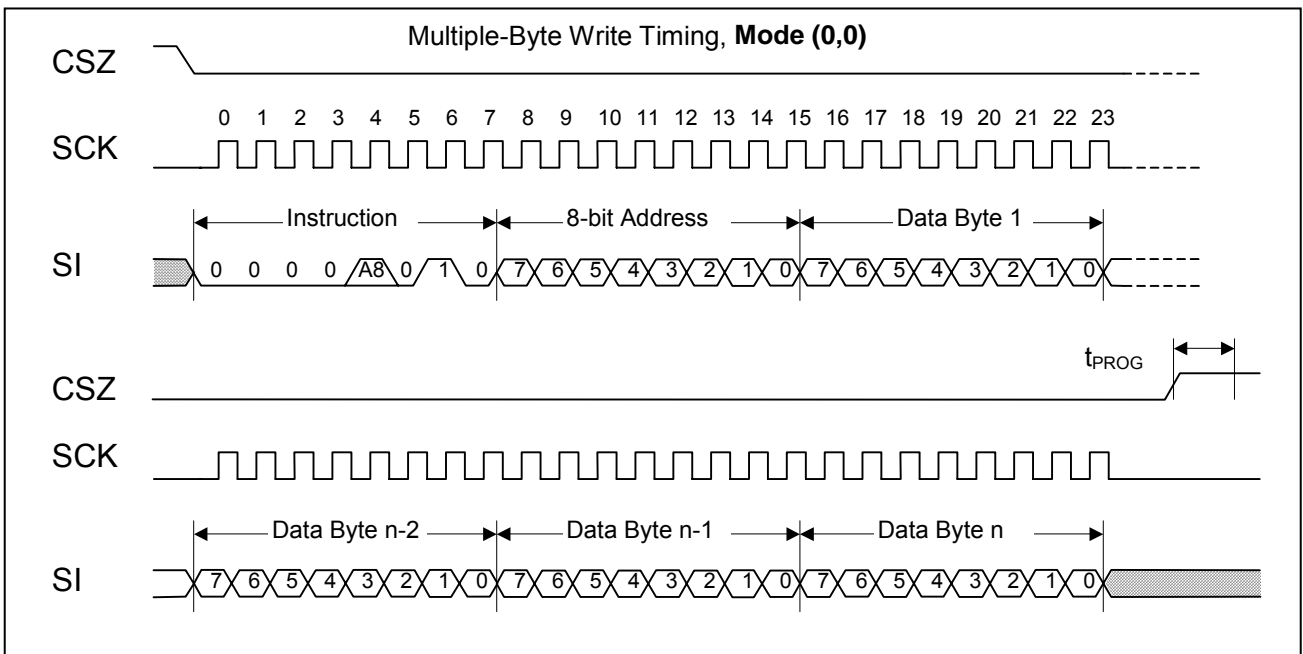 Multiple-Byte Write Timing, Mode (0,0)
CSZ
0 1 2 3 4 5 6 7 8 9 10 11 12 13 14 15 16 17 18 19 20 21 22 23
SCK
Instruction 8-bit Address Data Byte 1
SI 0 0 0 0 A8 0 1 0 7 6 5 4 3 2 1 0 7 6 5 4 3 2 1 0
tPROG
CSZ
SCK
Data Byte n-2 Data Byte n-1 Data Byte n
SI 7 6 5 4 3 2 1 0 7 6 5 4 3 2 1 0 7 6 5 4 3 2 1 0